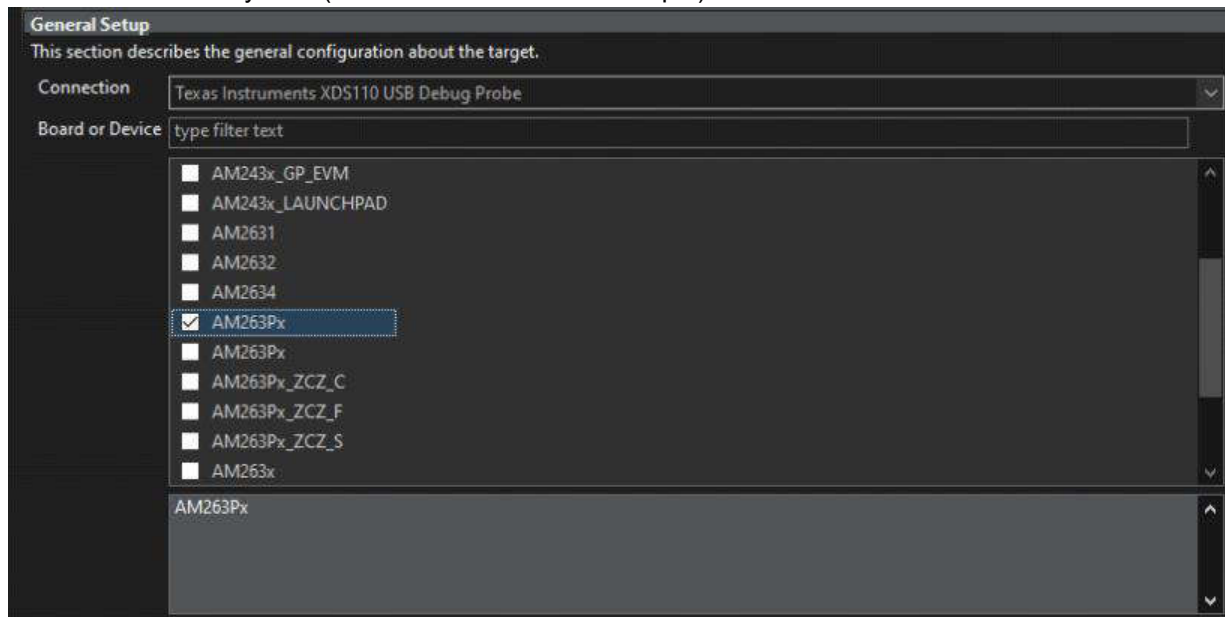 General Setup
This section describes the general configuration about the target.
Connection
Texas Instruments XDS110 USB Debug Probe
Board or Device
type filter text
AM243x_GP_EVM
AM243x_LAUNCHPAD
AM2631
AM2632
AM2634
AM263Px
AM263Px
AM263Px_ZCZ_C
AM263Px_ZCZ_F
AM263Px_ZCZ_S
AM263x
AM263Px